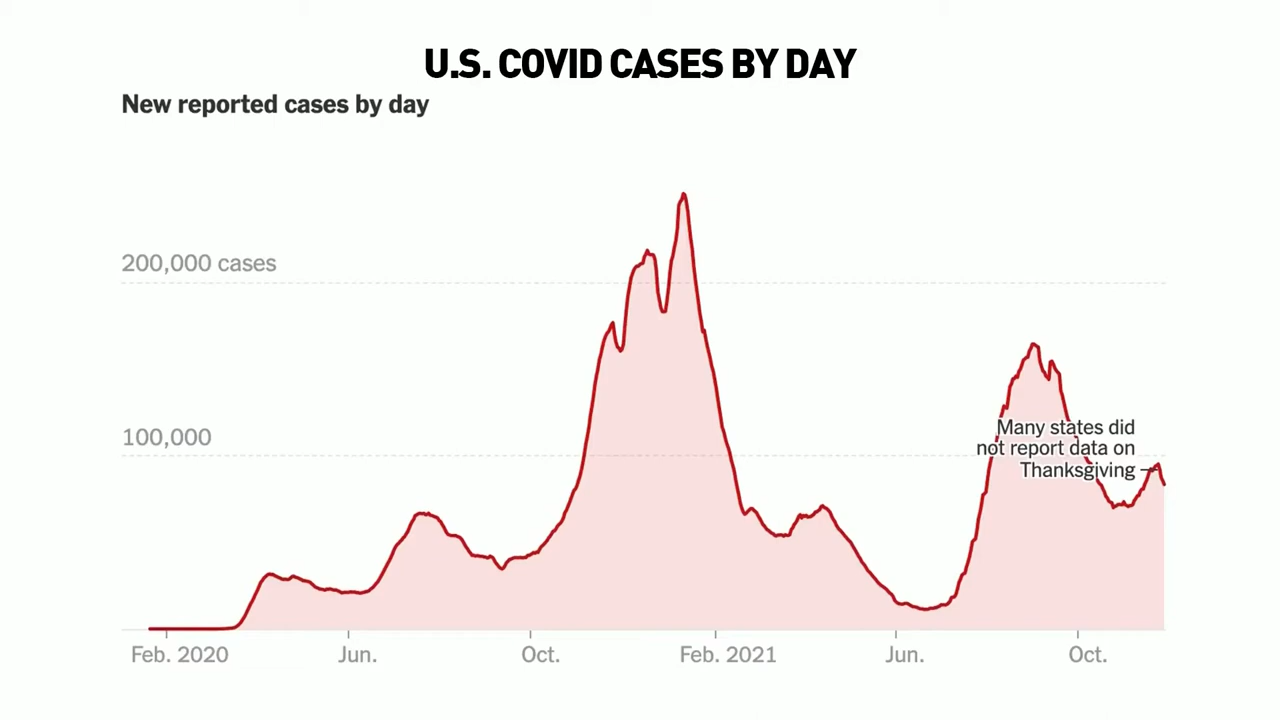 U.S. COVID CASES BY DAY
New reported cases by day
200,000 cases
100,000
Many states did
not report data on
Thanksgiving
Feb. 2020
Jun.
Oct.
Feb. 2021
Jun.
Oct.